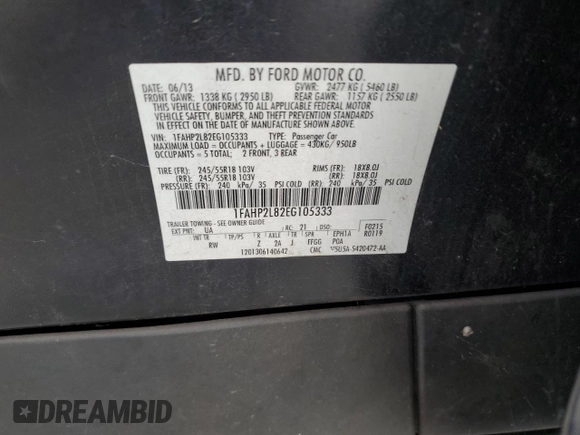 MFD. BY FORD MOTOR CO.
DATE: 06/13 GVWR: 2477 KG ( 5460 LB)
FRONT GAWR: 1338 KG ( 2950 LB) REAR GAWR: 1157 KG ( 2550 LB)
THIS VEHICLE CONFORMS TO ALL APPLICABLE FEDERAL MOTOR
VEHICLE SAFETY, BUMPER, AND THEFT PREVENTION STANDARDS
IN EFFECT ON THE DATE OF MANUFACTURE SHOWN ABOVE.
VIN: 1FAHP2L82EG105333 TYPE: Passenger Car
MAXIMUM LOAD = OCCUPANTS + LUGGAGE = 430KG/ 950LB
OCCUPANTS = 5 TOTAL; 2 FRONT, 3 REAR
TIRE (FR): 245/55R18 103V RIMS (FR): 18X8.0J
(RR): 245/55R18 103V (RR): 18X8.0J
PRESSURE (FR): 240 kPa/ 35 PSI COLD (RR): 240 kPa/ 35 PSI COLD
1FAHP2L82EG105333
TRAILER TOWING - SEE OWNER GUIDE
EXT PNT: UA RC: 21 DSO: F0215
R0119
INT TR TP/PS R AXLE TR SPR EPH1A
RW Z 2A J FFGG POA
1201306140642 CMC
DREAMBID